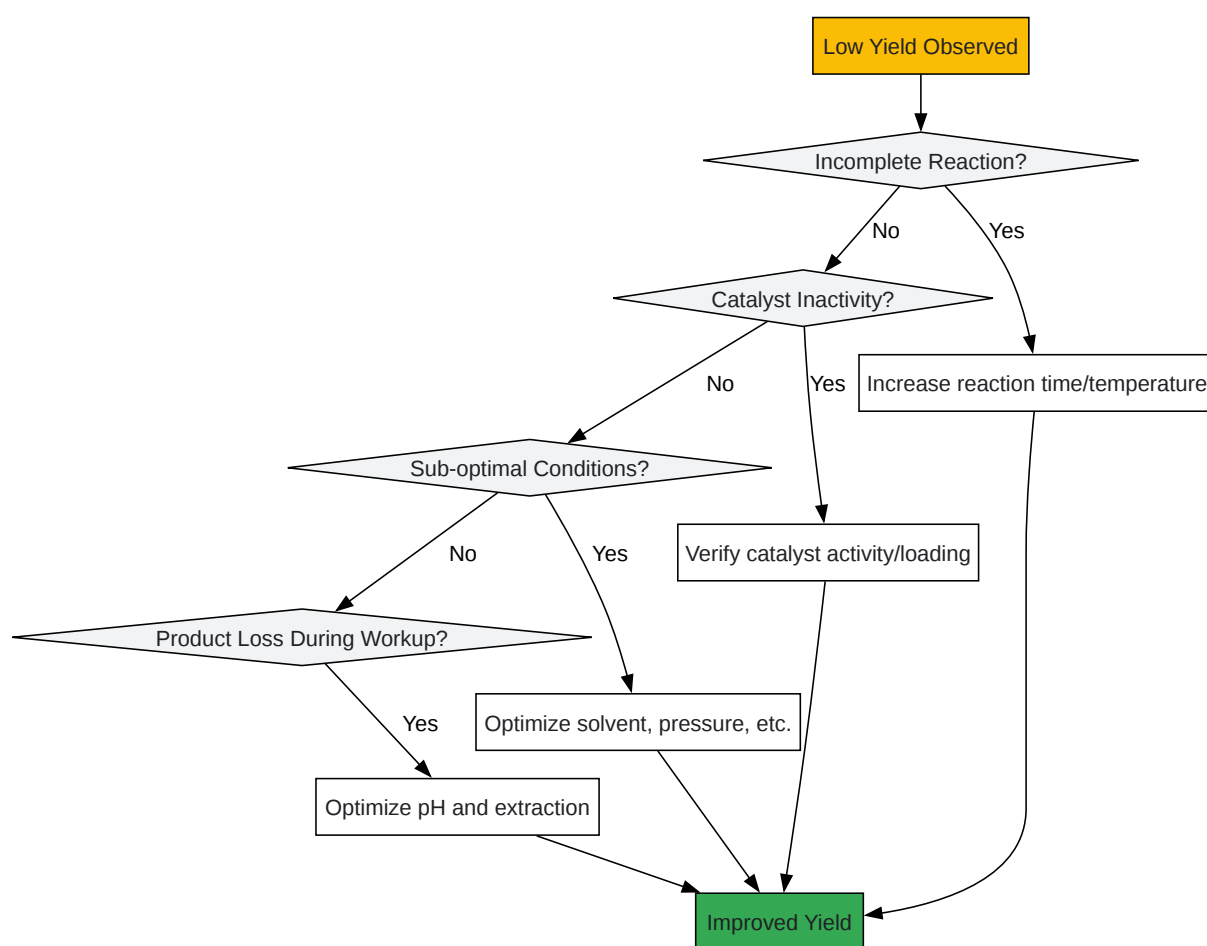 Low Yield Observed
Incomplete Reaction?
No
Yes
Catalyst Inactivity?
No
Yes
Increase reaction time/temperature
Sub-optimal Conditions?
No
Yes
Verify catalyst activity/loading
Product Loss During Workup?
Yes
Optimize solvent, pressure, etc.
Optimize pH and extraction
Improved Yield